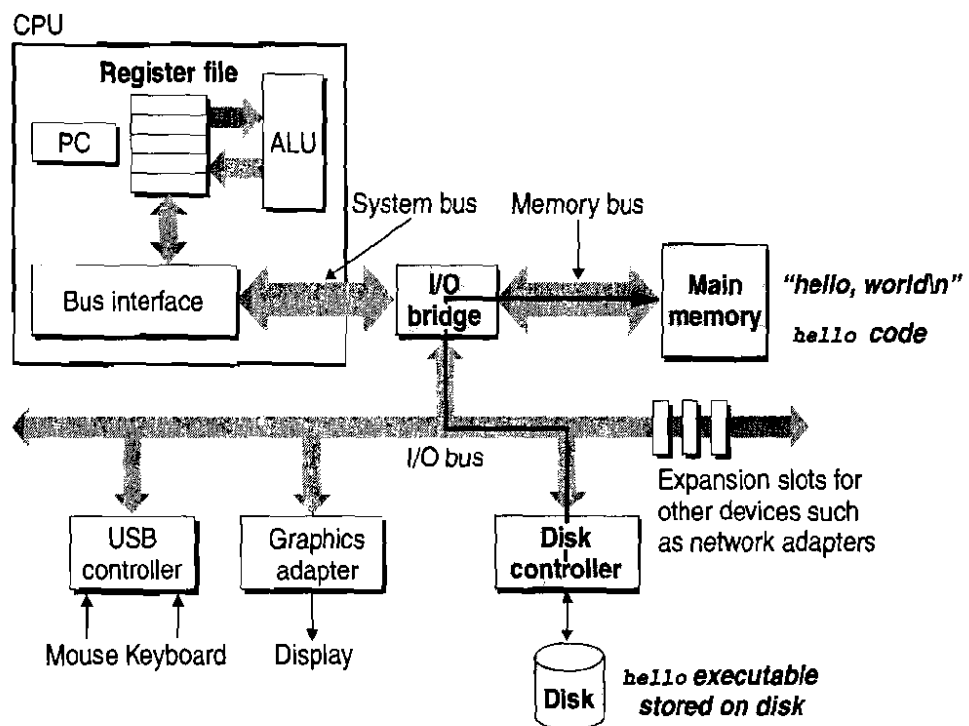 CPU
Register file
PC
ALU
System bus
Memory bus
Bus interface
I/O
bridge
Main
memory
"hello, world\n"
hello code
I/O bus
Expansion slots for
other devices such
as network adapters
USB
controller
Graphics
adapter
Disk
controller
Mouse Keyboard
Display
Disk
hello executable
stored on disk